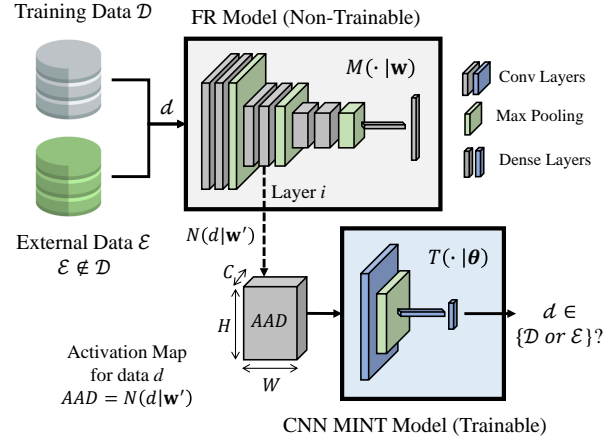 Training Data 𝒟
FR Model (Non-Trainable)
d
M(· |w)
Conv Layers
Max Pooling
Dense Layers
Layer i
External Data ℰ
ℰ ∉ 𝒟
N(d|w′)
C
H
AAD
W
T(· |θ)
d ∈
{𝒟 or ℰ}?
Activation Map
for data d
AAD = N(d|w′)
CNN MINT Model (Trainable)